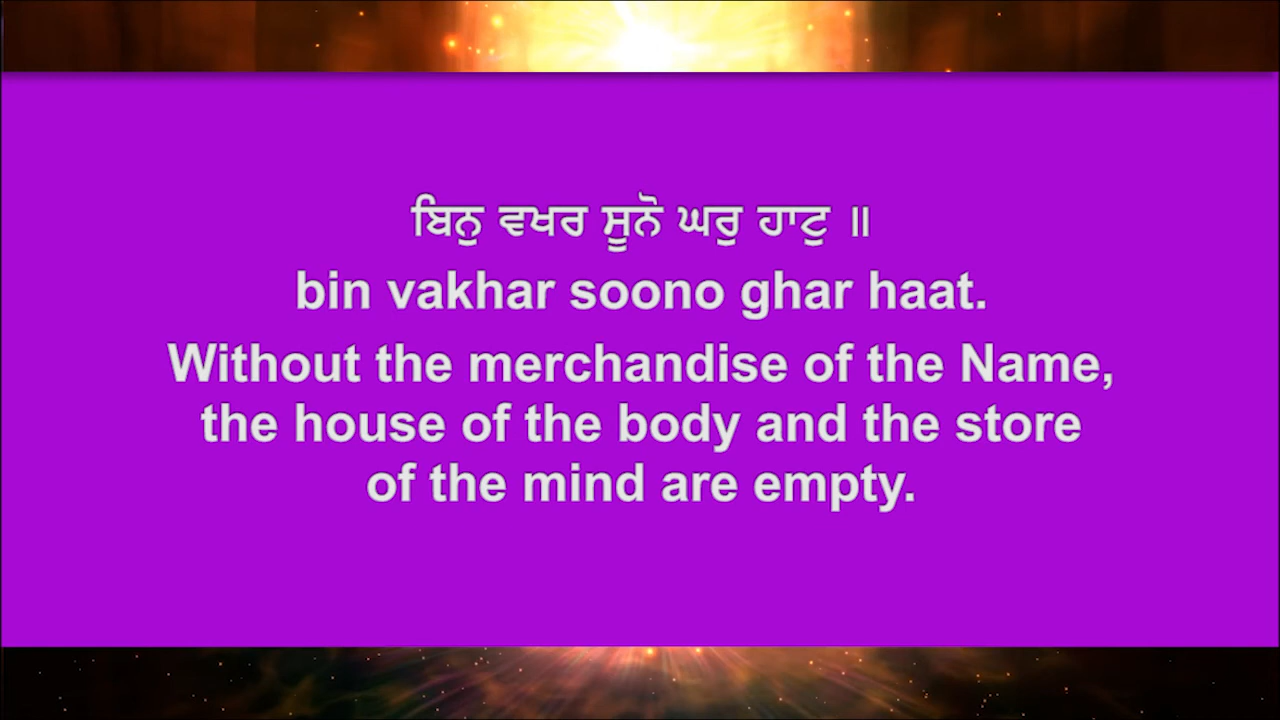 ਬਿਨੁ ਵਖਰ ਸੂਨੋ ਘਰੁ ਹਾਟੁ ॥
bin vakhar soono ghar haat.
Without the merchandise of the Name,
the house of the body and the store
of the mind are empty.